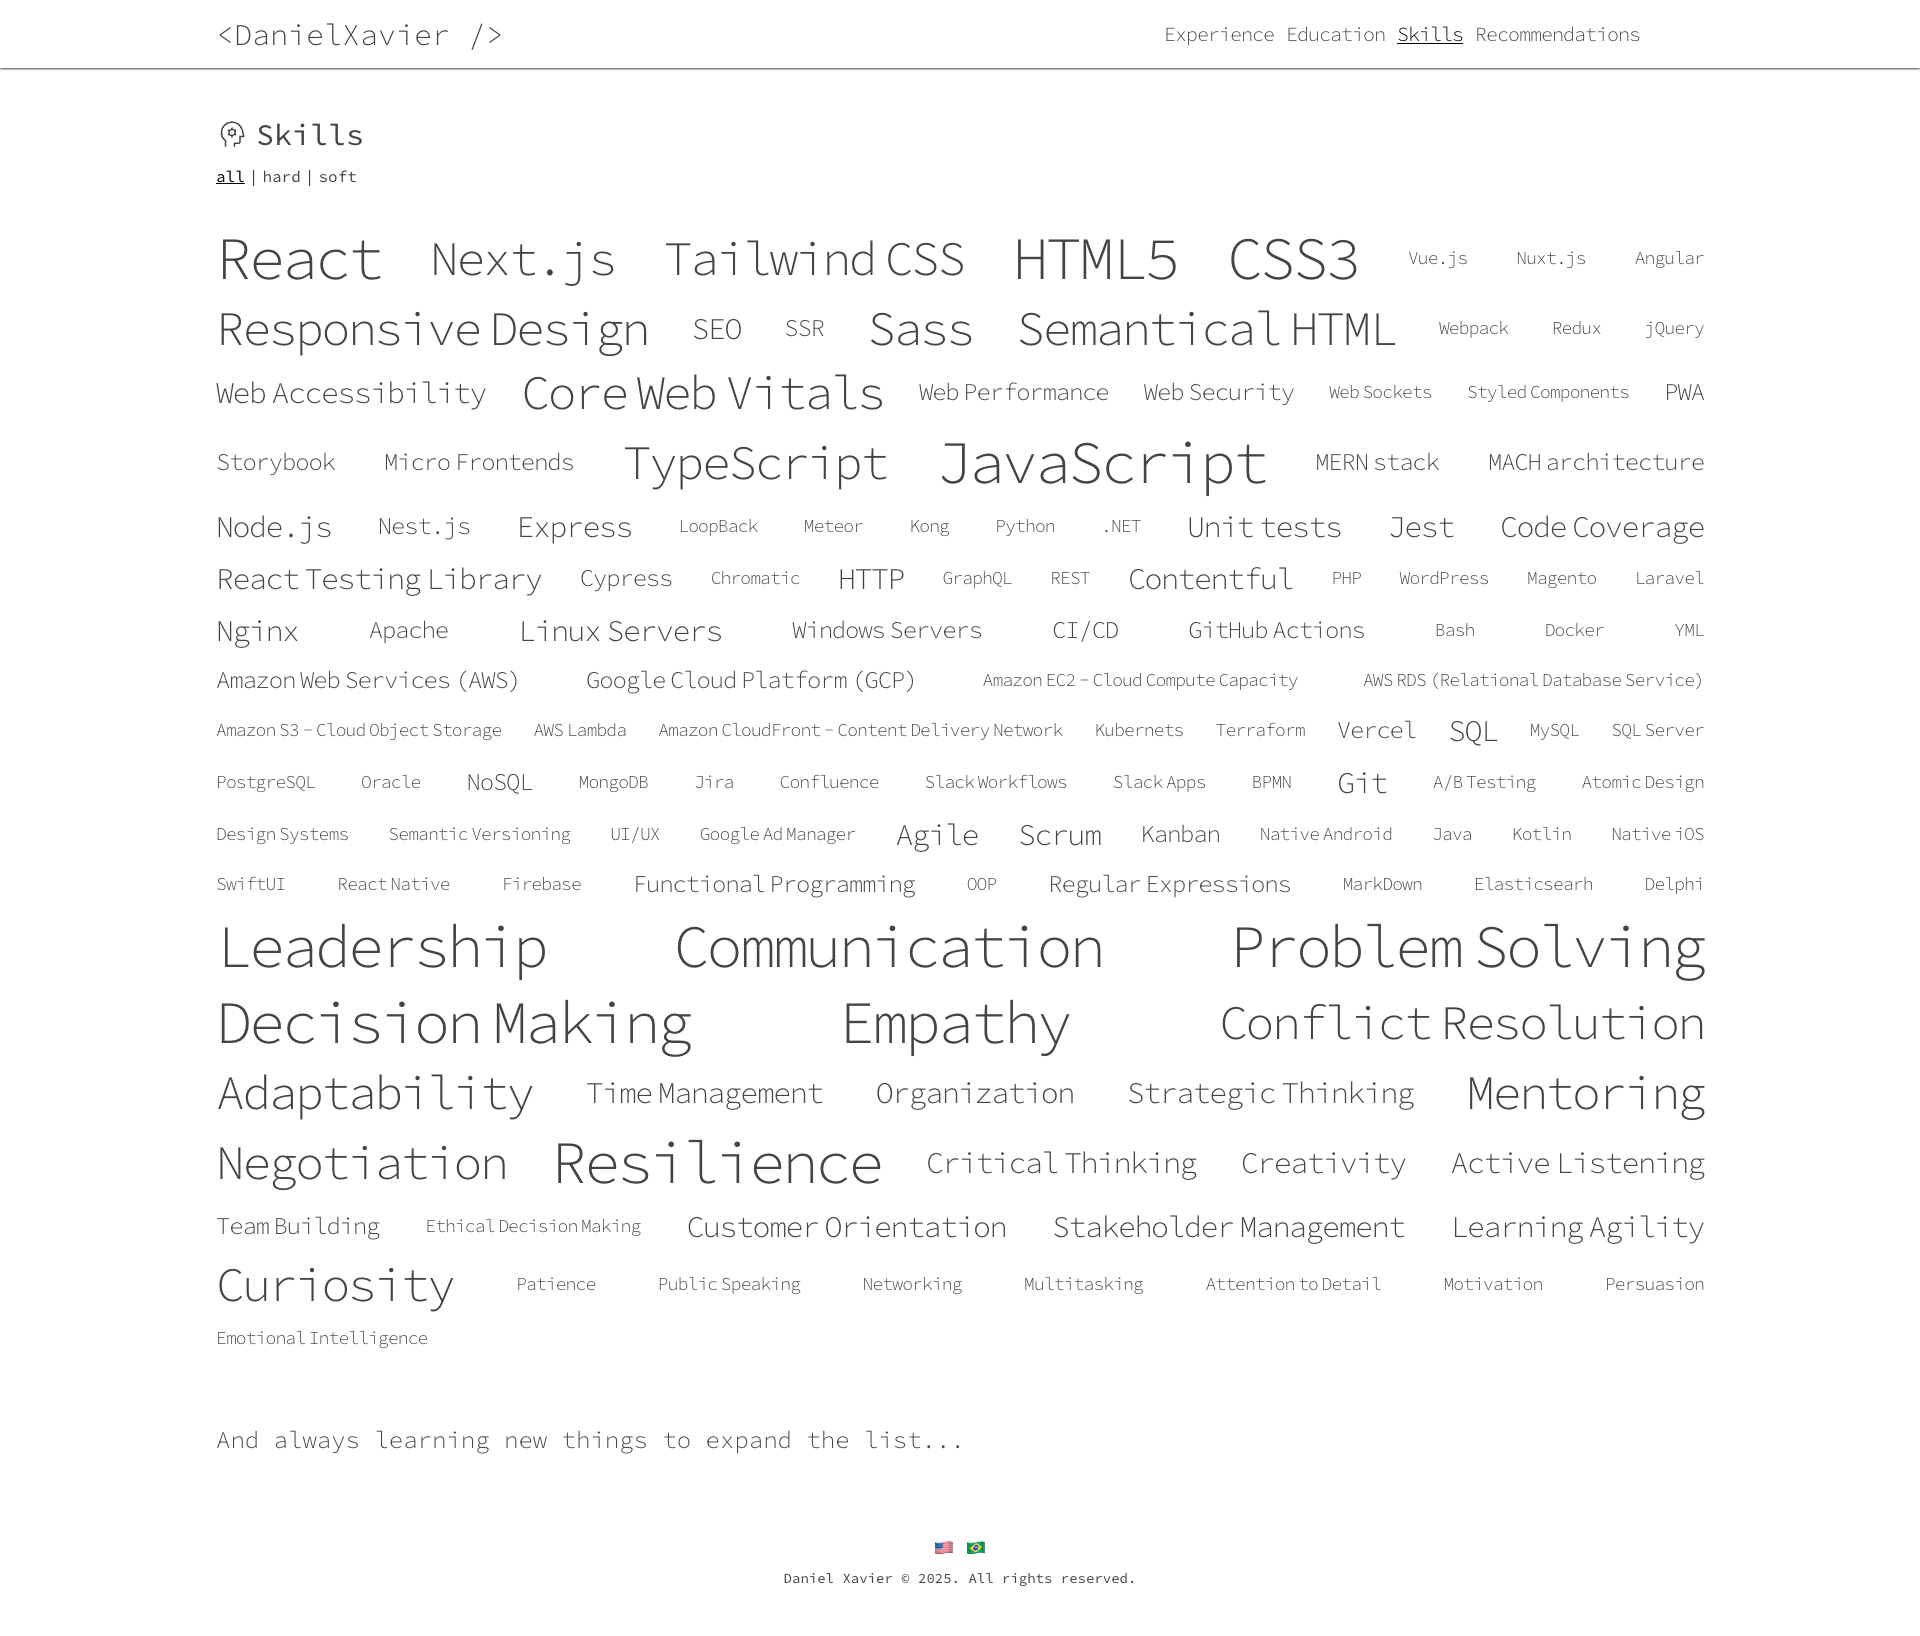 <DanielXavier />
Experience Education Skills Recommendations
Skills
all | hard | soft
React Next.js Tailwind CSS HTML5 CSS3 Vue.js Nuxt.js Angular
Responsive Design SEO SSR Sass Semantical HTML Webpack Redux jQuery
Web Accessibility Core Web Vitals Web Performance Web Security Web Sockets Styled Components PWA
Storybook Micro Frontends TypeScript JavaScript MERN stack MACH architecture
Node.js Nest.js Express LoopBack Meteor Kong Python .NET Unit tests Jest Code Coverage
React Testing Library Cypress Chromatic HTTP GraphQL REST Contentful PHP WordPress Magento Laravel
Nginx Apache Linux Servers Windows Servers CI/CD GitHub Actions Bash Docker YML
Amazon Web Services (AWS) Google Cloud Platform (GCP) Amazon EC2 - Cloud Compute Capacity AWS RDS (Relational Database Service)
Amazon S3 - Cloud Object Storage AWS Lambda Amazon CloudFront - Content Delivery Network Kubernets Terraform Vercel SQL MySQL SQL Server
PostgreSQL Oracle NoSQL MongoDB Jira Confluence Slack Workflows Slack Apps BPMN Git A/B Testing Atomic Design
Design Systems Semantic Versioning UI/UX Google Ad Manager Agile Scrum Kanban Native Android Java Kotlin Native iOS
SwiftUI React Native Firebase Functional Programming OOP Regular Expressions MarkDown Elasticsearh Delphi
Leadership Communication Problem Solving
Decision Making Empathy Conflict Resolution
Adaptability Time Management Organization Strategic Thinking Mentoring
Negotiation Resilience Critical Thinking Creativity Active Listening
Team Building Ethical Decision Making Customer Orientation Stakeholder Management Learning Agility
Curiosity Patience Public Speaking Networking Multitasking Attention to Detail Motivation Persuasion
Emotional Intelligence
And always learning new things to expand the list...
Daniel Xavier © 2025. All rights reserved.